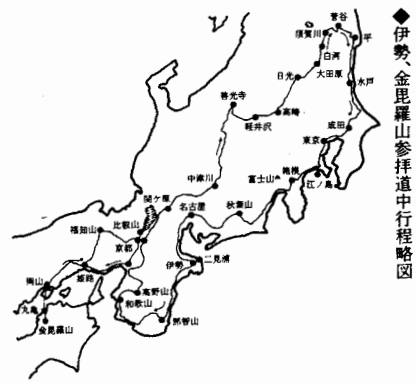 ◆伊勢、金毘羅山参拝道中行程略図
菅谷
須賀川
平
白河
大田原
日光
水戸
善光寺
高崎
軽井沢
成田
東京
中津川
富士山
箱根
江ノ島
関ケ原
名古屋
秋葉山
比叡山
福知山
京都
伊勢
二見浦
岡山
姫路
高野山
丸亀
和歌山
金毘羅山
那智山